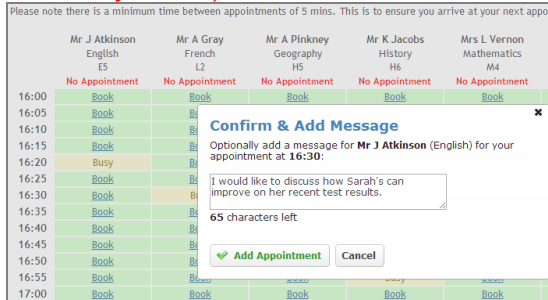 Please note there is a minimum time between appointments of 5 mins. This is to ensure you arrive at your next appo
Mr J Atkinson Mr A Gray Mr A Pinkney Mr K Jacobs Mrs L Vernon
English French Geography History Mathematics
E5 L2 H5 H6 M4
No Appointment No Appointment No Appointment No Appointment No Appointment
16:00 Book Book Book Book Book
16:05 Book
16:10 Book
16:15 Book
16:20 Busy
16:25 Book
16:30 Book
16:35 Book
16:40 Book
16:45 Book
16:50 Book
16:55 Book
17:00 Book Book Book Book Book
Confirm & Add Message
Optionally add a message for Mr J Atkinson (English) for your
appointment at 16:30:
I would like to discuss how Sarah's can
improve on her recent test results.
65 characters left
Add Appointment Cancel